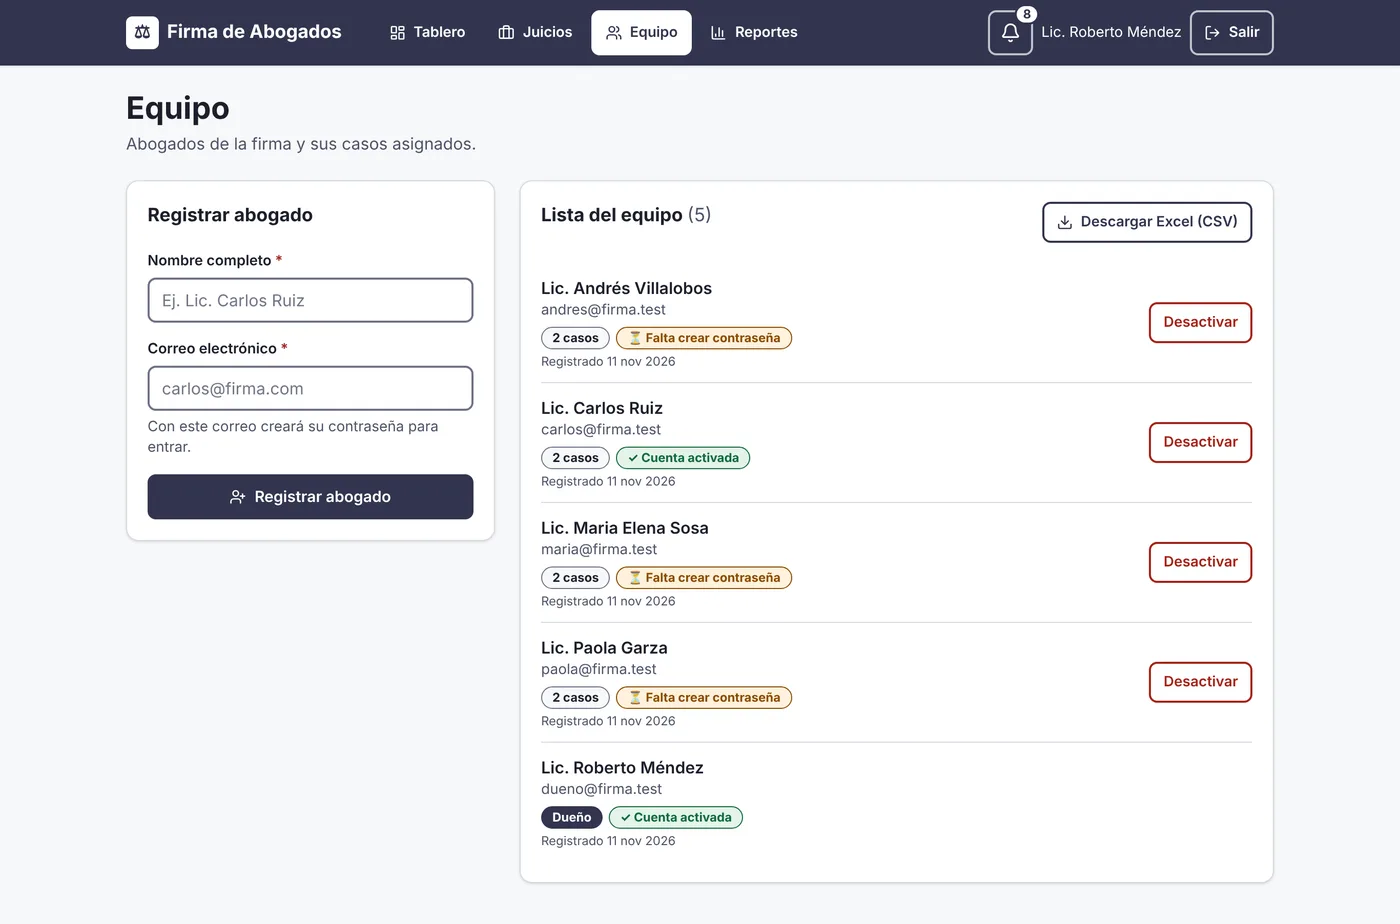 Firma de Abogados
Tablero
Juicios
Equipo
Reportes
8
Lic. Roberto Méndez
Salir
Equipo
Abogados de la firma y sus casos asignados.
Registrar abogado
Nombre completo *
Ej. Lic. Carlos Ruiz
Correo electrónico *
carlos@firma.com
Con este correo creará su contraseña para
entrar.
Registrar abogado
Lista del equipo (5)
Descargar Excel (CSV)
Lic. Andrés Villalobos
andres@firma.test
2 casos
⏳ Falta crear contraseña
Registrado 11 nov 2026
Desactivar
Lic. Carlos Ruiz
carlos@firma.test
2 casos
✓ Cuenta activada
Registrado 11 nov 2026
Desactivar
Lic. Maria Elena Sosa
maria@firma.test
2 casos
⏳ Falta crear contraseña
Registrado 11 nov 2026
Desactivar
Lic. Paola Garza
paola@firma.test
2 casos
⏳ Falta crear contraseña
Registrado 11 nov 2026
Desactivar
Lic. Roberto Méndez
dueno@firma.test
Dueño
✓ Cuenta activada
Registrado 11 nov 2026